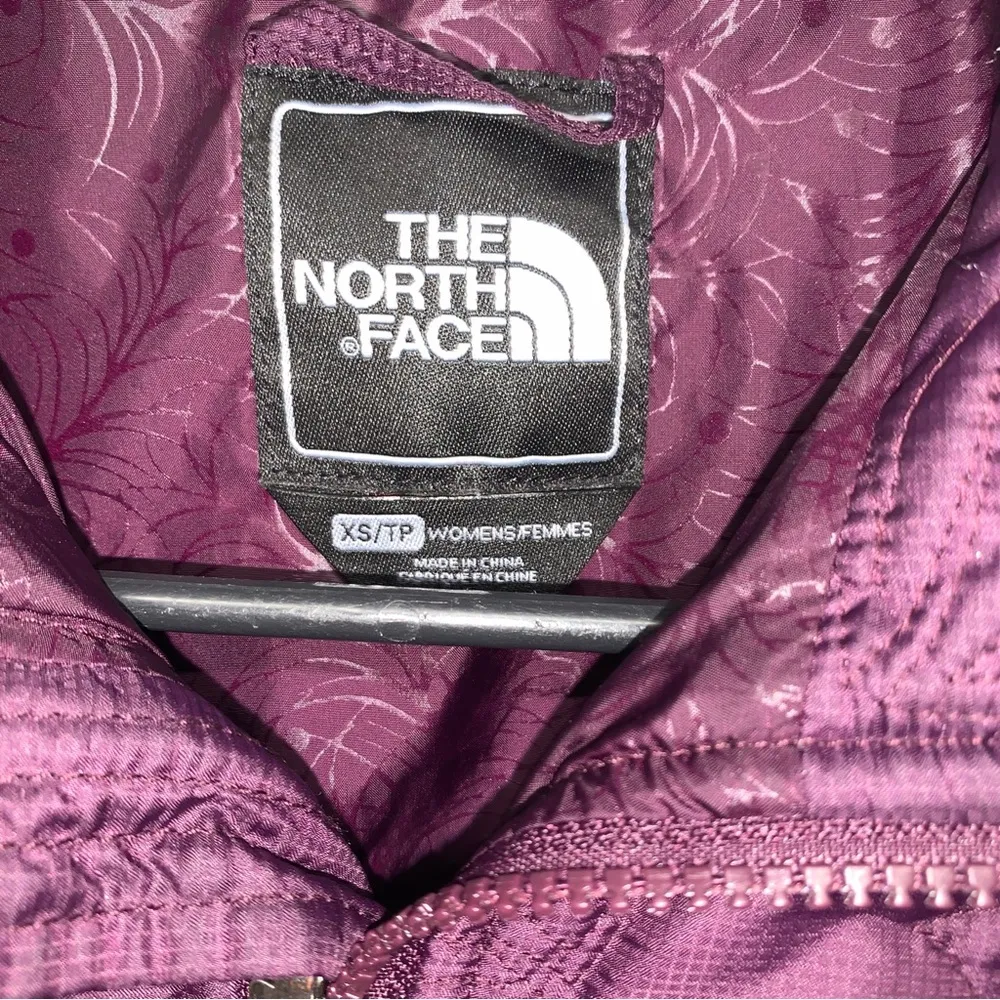 THE
NORTH
®FACE
XS/TP WOMENS/FEMMES
MADE IN CHINA
FABRIQUE EN CHINE